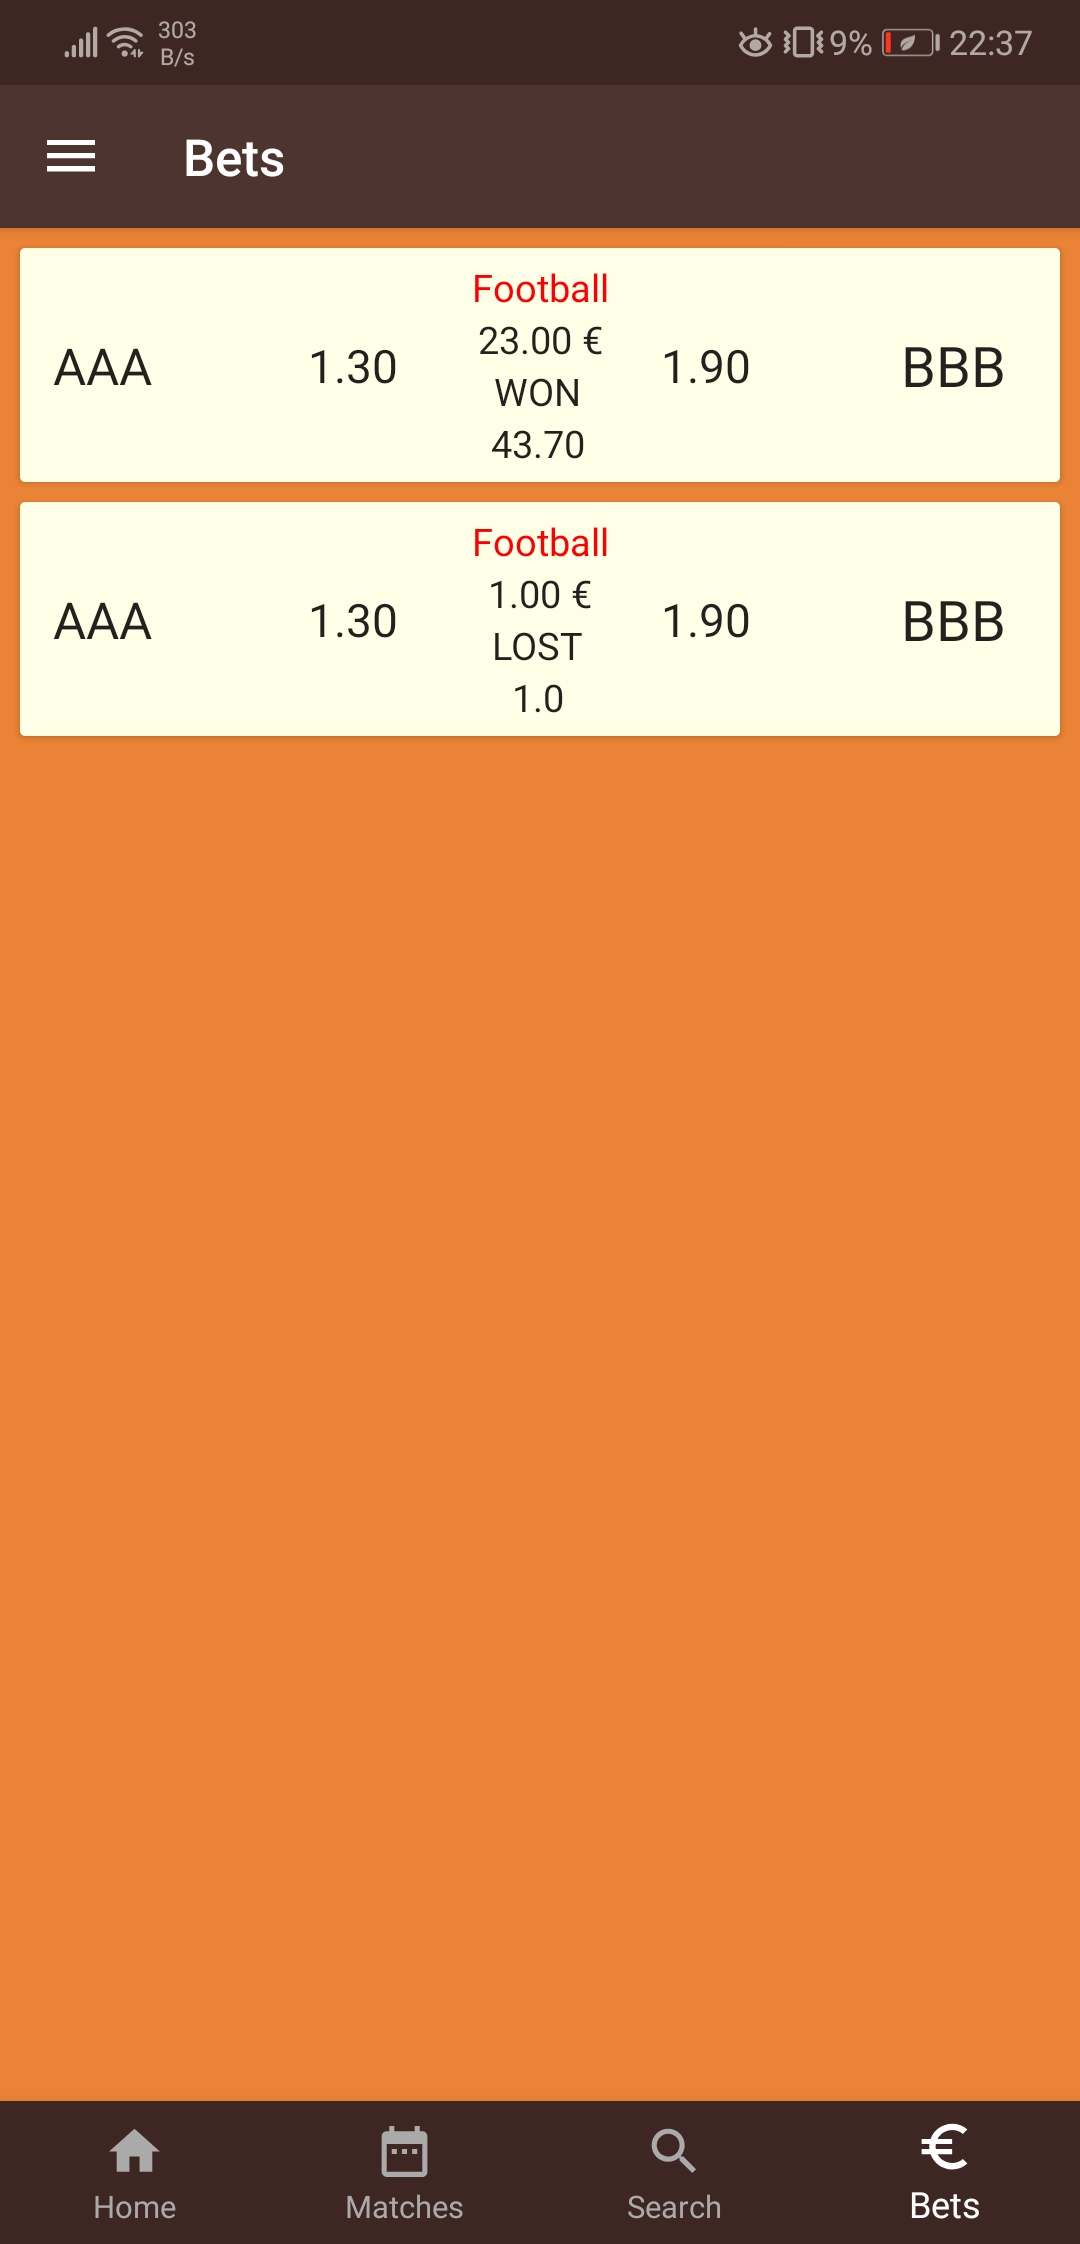 303
B/s
9%
22:37
Bets
Football
AAA 1.30 23.00 € 1.90 BBB
WON
43.70
Football
AAA 1.30 1.00 € 1.90 BBB
LOST
1.0
Home Matches Search Bets